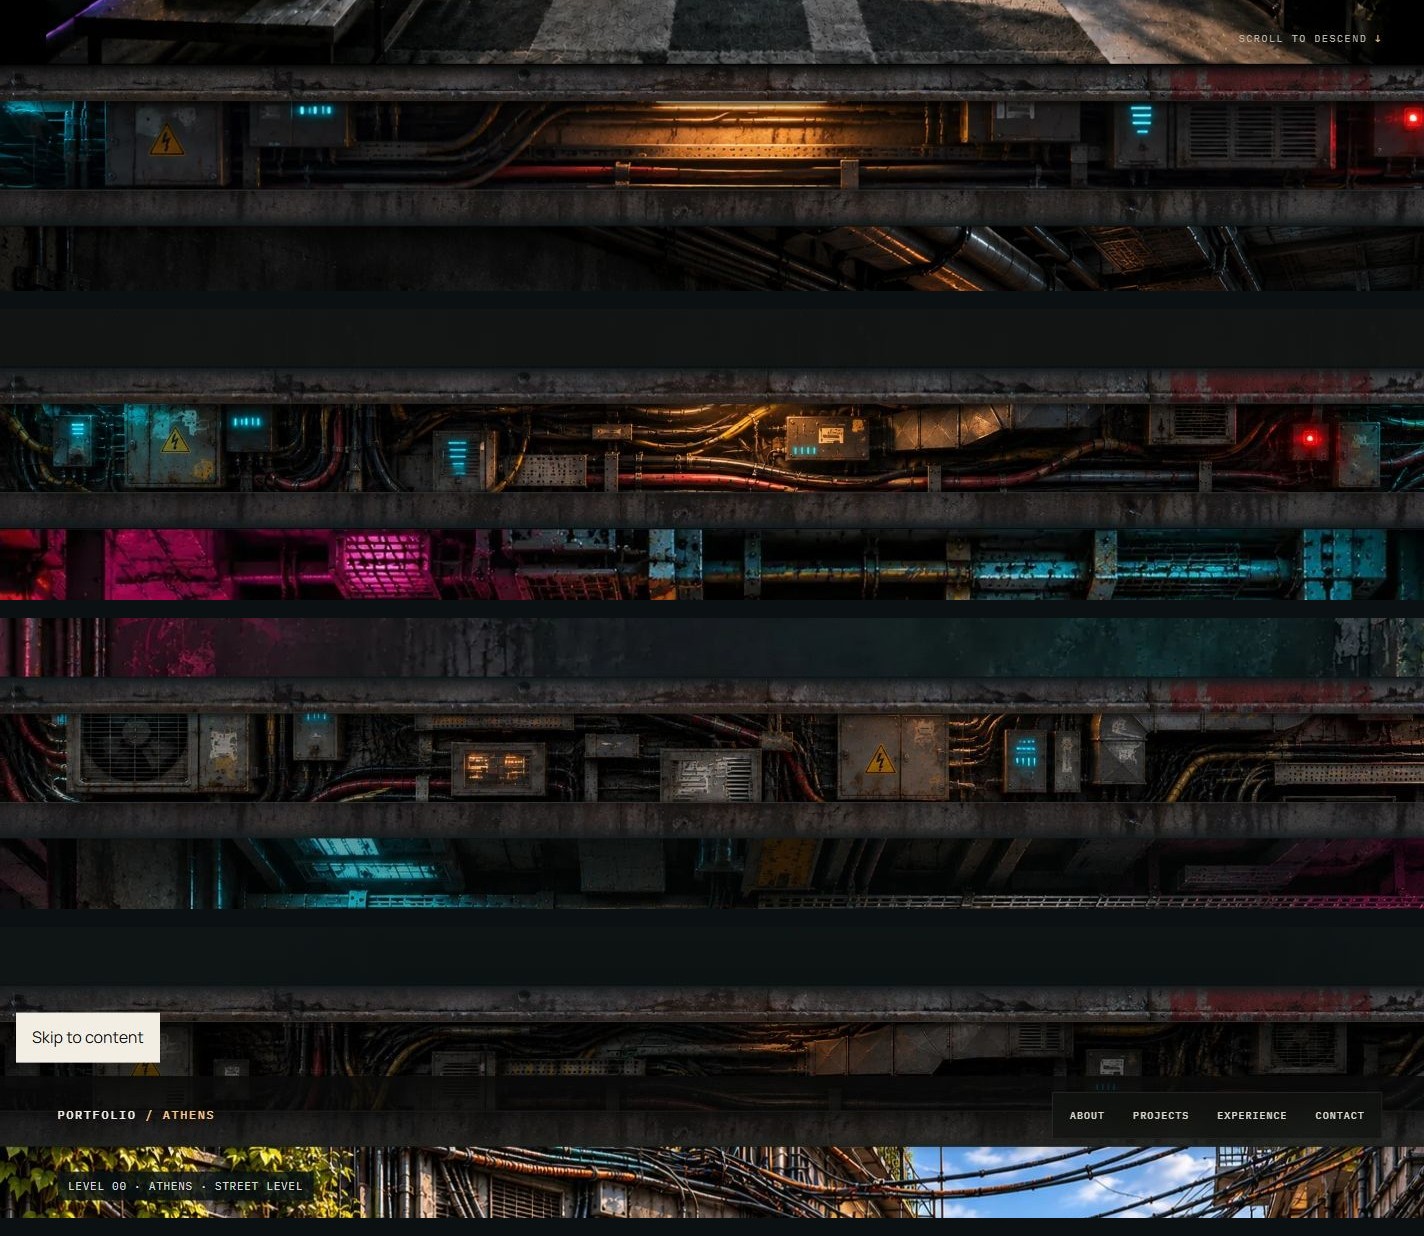 SCROLL TO DESCEND ↓
Skip to content
PORTFOLIO / ATHENS
ABOUT PROJECTS EXPERIENCE CONTACT
LEVEL 00 · ATHENS · STREET LEVEL